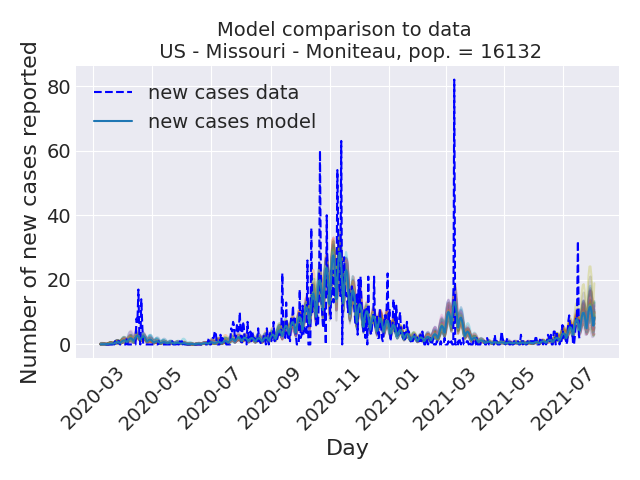 Model comparison to data
US - Missouri - Moniteau, pop. = 16132
Number of new cases reported
80
60
40
20
0
new cases data
new cases model
2020-03
2020-05
2020-07
2020-09
2020-11
2021-01
2021-03
2021-05
2021-07
Day